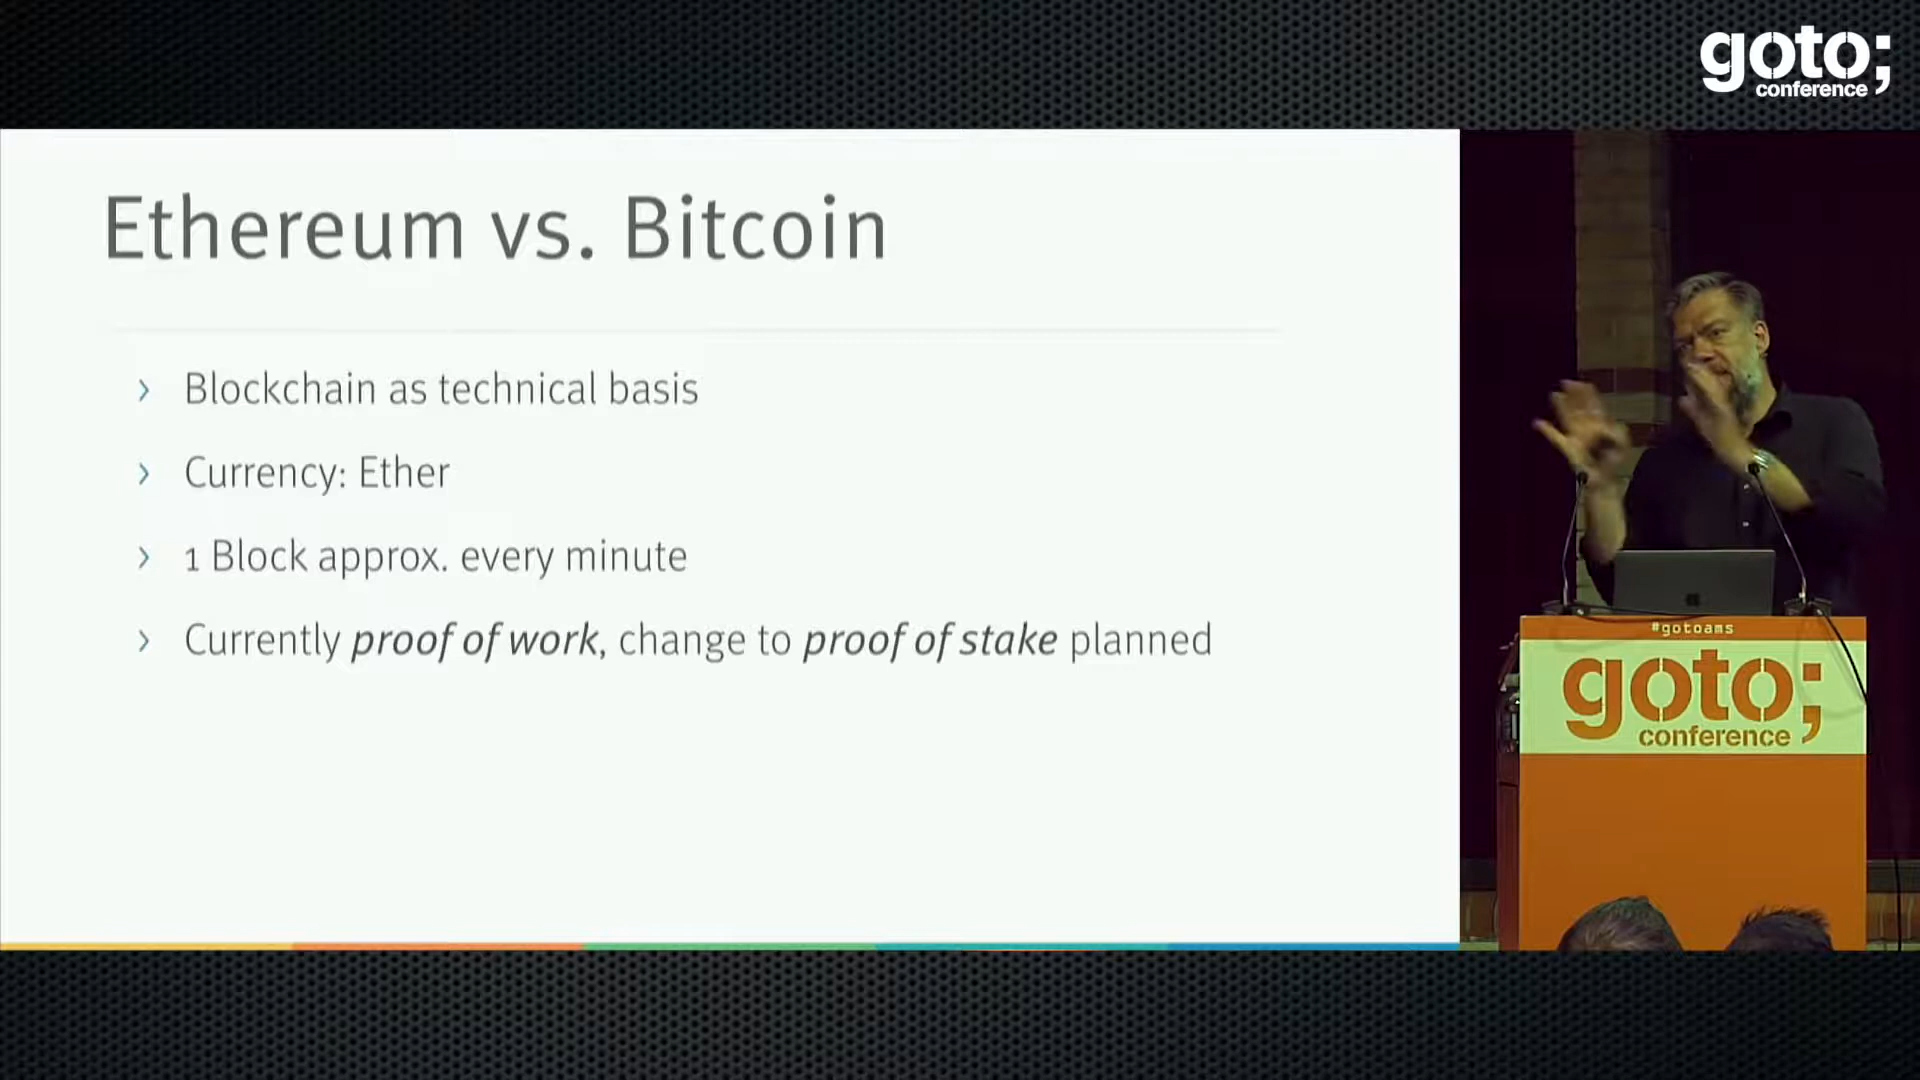 goto;
conference
Ethereum vs. Bitcoin
› Blockchain as technical basis
› Currency: Ether
› 1 Block approx. every minute
› Currently proof of work, change to proof of stake planned
#gotoams
goto;
conference